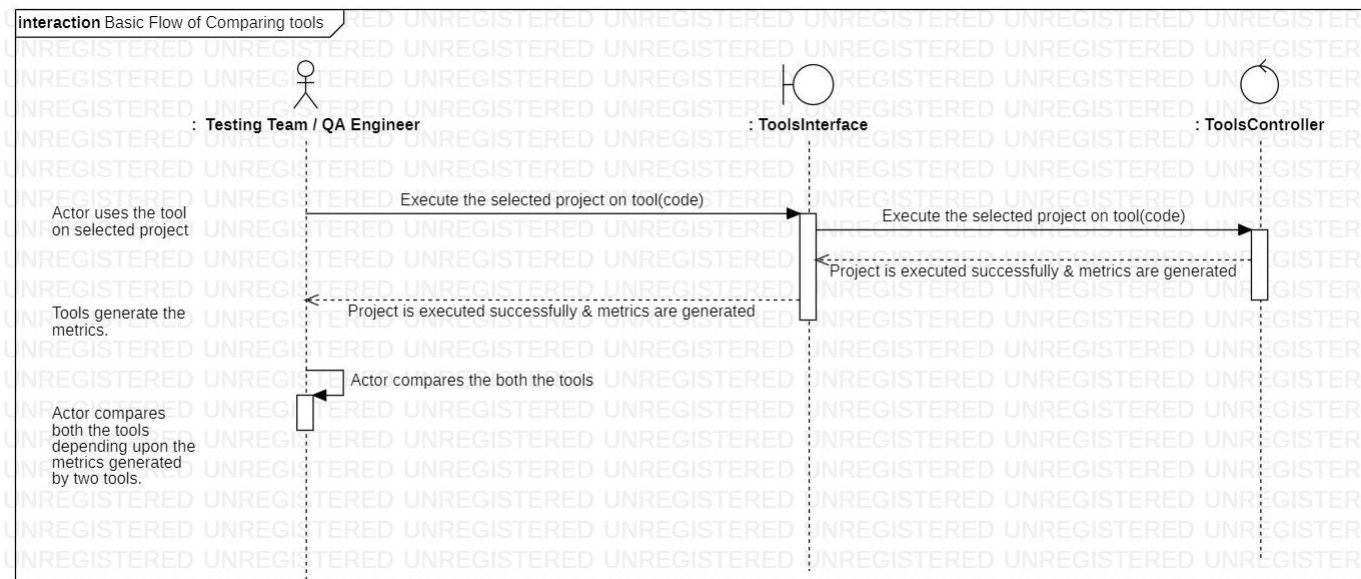 interaction Basic Flow of Comparing tools
: Testing Team / QA Engineer
: ToolsInterface
: ToolsController
Execute the selected project on tool(code)
Actor uses the tool
on selected project
Execute the selected project on tool(code)
Project is executed successfully & metrics are generated
Project is executed successfully & metrics are generated
Tools generate the
metrics.
Actor compares the both the tools
Actor compares
both the tools
depending upon the
metrics generated
by two tools.
UNREGISTERED